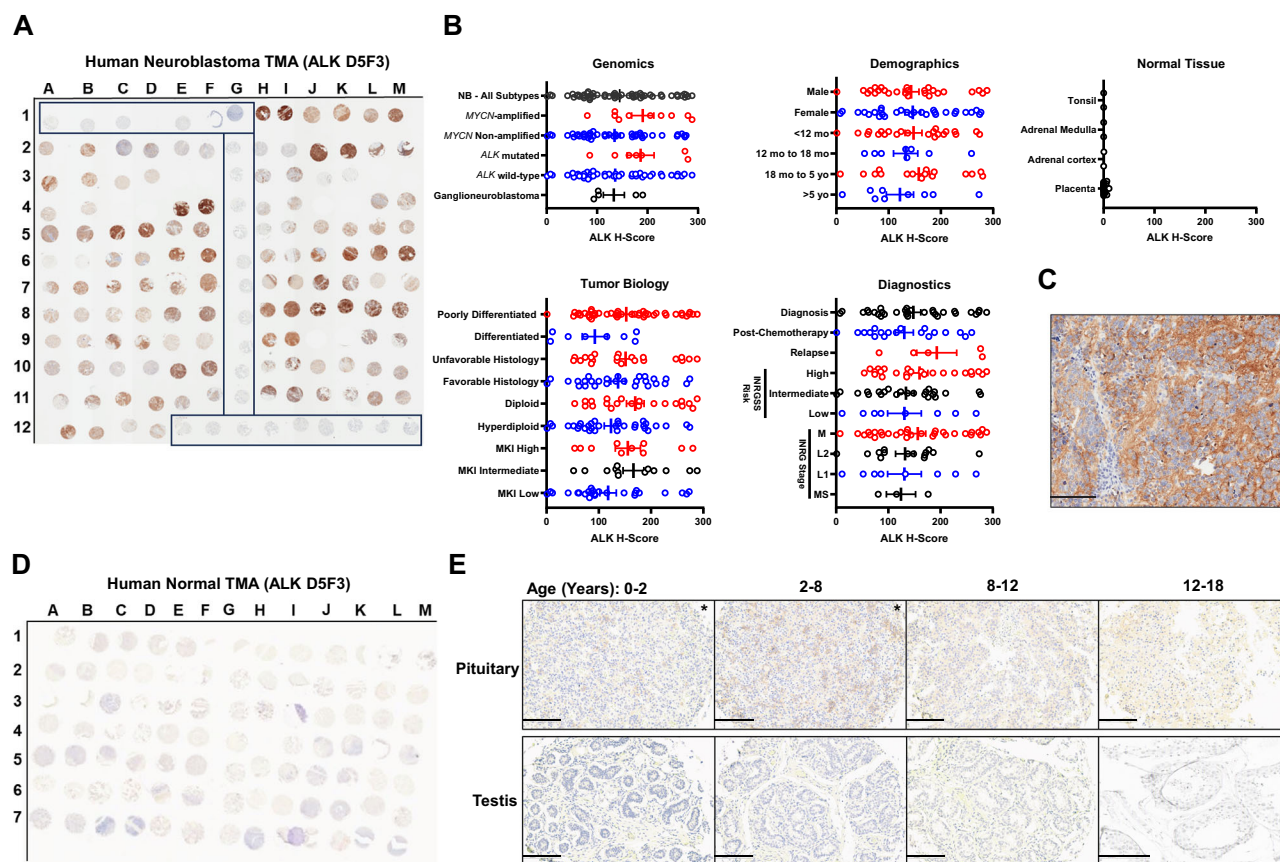 A
Human Neuroblastoma TMA (ALK D5F3)
A B C D E F G H I J K L M
1
2
3
4
5
6
7
8
9
10
11
12
B
Genomics
NB - All Subtypes
MYCN-amplified
MYCN Non-amplified
ALK mutated
ALK wild-type
Ganglioneuroblastoma
0 100 200 300
ALK H-Score
Demographics
Male
Female
<12 mo
12 mo to 18 mo
18 mo to 5 yo
>5 yo
0 100 200 300
ALK H-Score
Normal Tissue
Tonsil
Adrenal Medulla
Adrenal cortex
Placenta
0 100 200 300
ALK H-Score
Tumor Biology
Poorly Differentiated
Differentiated
Unfavorable Histology
Favorable Histology
Diploid
Hyperdiploid
MKI High
MKI Intermediate
MKI Low
0 100 200 300
ALK H-Score
Diagnostics
Diagnosis
Post-Chemotherapy
Relapse
INRGSS
Risk
High
Intermediate
Low
INRG Stage
M
L2
L1
MS
0 100 200 300
ALK H-Score
C
D
Human Normal TMA (ALK D5F3)
A B C D E F G H I J K L M
1
2
3
4
5
6
7
E
Age (Years): 0-2 2-8 8-12 12-18
* *
Pituitary
Testis